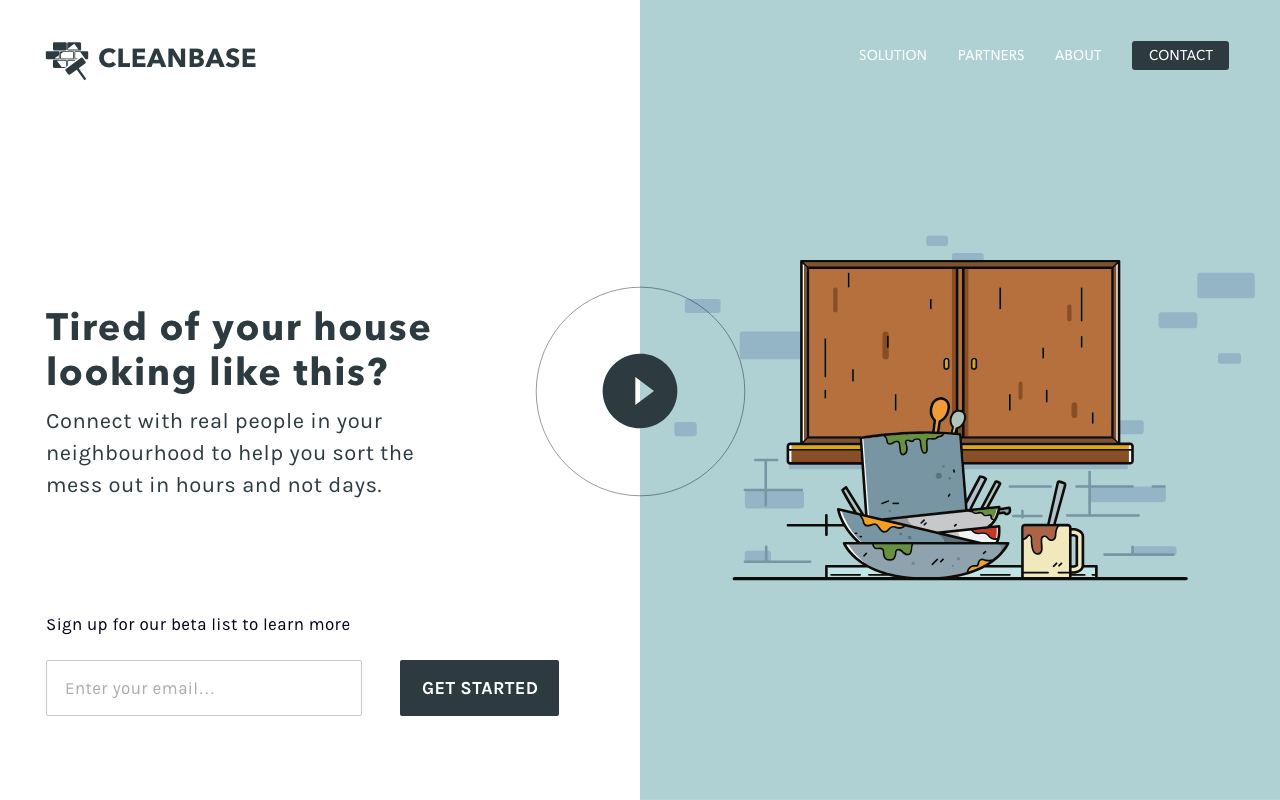 CLEANBASE
SOLUTION PARTNERS ABOUT CONTACT
Tired of your house
looking like this?
Connect with real people in your
neighbourhood to help you sort the
mess out in hours and not days.
Sign up for our beta list to learn more
Enter your email...
GET STARTED